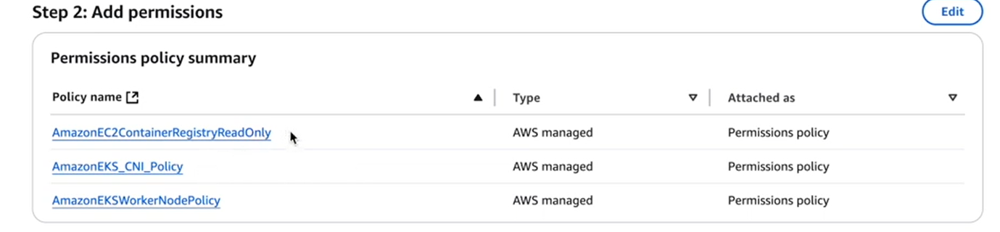 Step 2: Add permissions
Edit
Permissions policy summary
Policy name Type Attached as
AmazonEC2ContainerRegistryReadOnly AWS managed Permissions policy
AmazonEKS_CNI_Policy AWS managed Permissions policy
AmazonEKSWorkerNodePolicy AWS managed Permissions policy